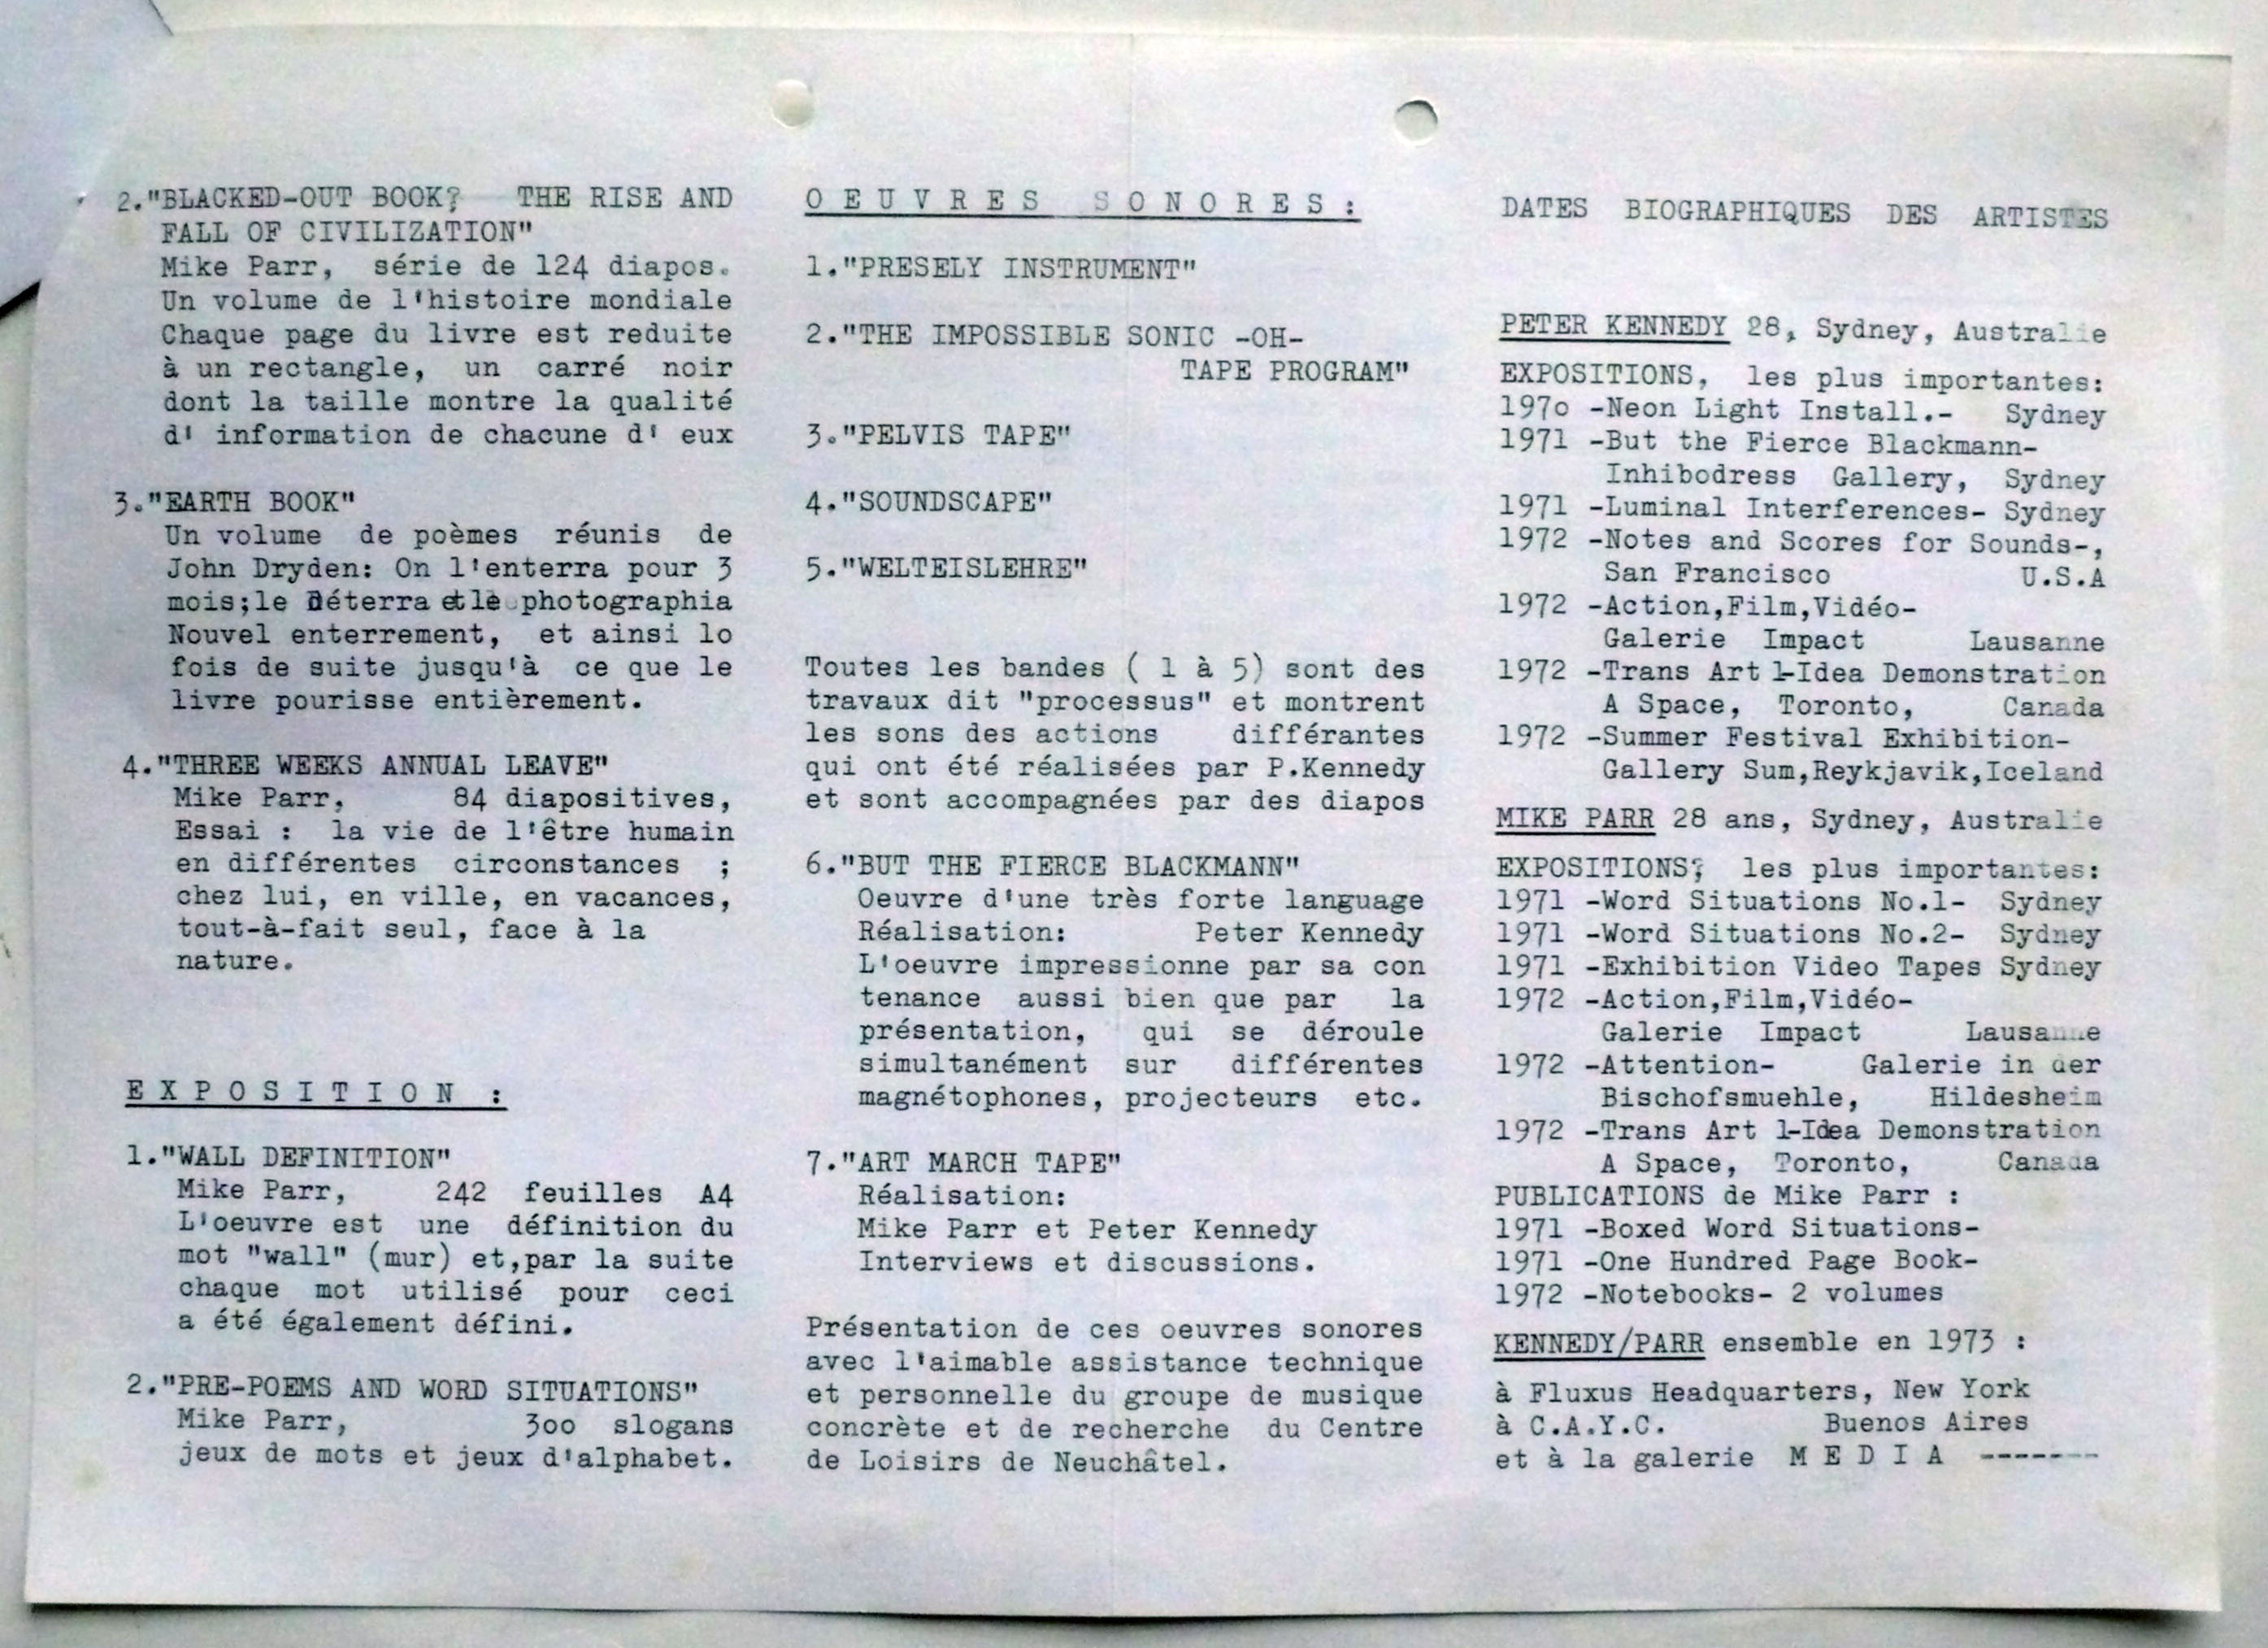 2."BLACKED-OUT BOOK? THE RISE AND
FALL OF CIVILIZATION"
Mike Parr, série de 124 diapos.
Un volume de l'histoire mondiale
Chaque page du livre est reduite
à un rectangle, un carré noir
dont la taille montre la qualité
d' information de chacune d' eux
3."EARTH BOOK"
Un volume de poèmes réunis de
John Dryden: On l'enterra pour 3
mois;le déterra et le photographia
Nouvel enterrement, et ainsi lo
fois de suite jusqu'à ce que le
livre pourisse entièrement.
4."THREE WEEKS ANNUAL LEAVE"
Mike Parr, 84 diapositives,
Essai : la vie de l'être humain
en différentes circonstances ;
chez lui, en ville, en vacances,
tout-à-fait seul, face à la
nature.
E X P O S I T I O N :
1."WALL DEFINITION"
Mike Parr, 242 feuilles A4
L'oeuvre est une définition du
mot "wall" (mur) et,par la suite
chaque mot utilisé pour ceci
a été également défini.
2."PRE-POEMS AND WORD SITUATIONS"
Mike Parr, 3oo slogans
jeux de mots et jeux d'alphabet.
O E U V R E S S O N O R E S :
1."PRESELY INSTRUMENT"
2."THE IMPOSSIBLE SONIC -OH-
TAPE PROGRAM"
3."PELVIS TAPE"
4."SOUNDSCAPE"
5."WELTEISLEHRE"
Toutes les bandes ( 1 à 5) sont des
travaux dit "processus" et montrent
les sons des actions différantes
qui ont été réalisées par P.Kennedy
et sont accompagnées par des diapos
6."BUT THE FIERCE BLACKMANN"
Oeuvre d'une très forte language
Réalisation: Peter Kennedy
L'oeuvre impressionne par sa con
tenance aussi bien que par la
présentation, qui se déroule
simultanément sur différentes
magnétophones, projecteurs etc.
7."ART MARCH TAPE"
Réalisation:
Mike Parr et Peter Kennedy
Interviews et discussions.
Présentation de ces oeuvres sonores
avec l'aimable assistance technique
et personnelle du groupe de musique
concrète et de recherche du Centre
de Loisirs de Neuchâtel.
DATES BIOGRAPHIQUES DES ARTISTES
PETER KENNEDY 28, Sydney, Australie
EXPOSITIONS, les plus importantes:
197o -Neon Light Install.- Sydney
1971 -But the Fierce Blackmann-
Inhibodress Gallery, Sydney
1971 -Luminal Interferences- Sydney
1972 -Notes and Scores for Sounds-,
San Francisco U.S.A
1972 -Action,Film,Vidéo-
Galerie Impact Lausanne
1972 -Trans Art 1-Idea Demonstration
A Space, Toronto, Canada
1972 -Summer Festival Exhibition-
Gallery Sum,Reykjavik,Iceland
MIKE PARR 28 ans, Sydney, Australie
EXPOSITIONS; les plus importantes:
1971 -Word Situations No.1- Sydney
1971 -Word Situations No.2- Sydney
1971 -Exhibition Video Tapes Sydney
1972 -Action,Film,Vidéo-
Galerie Impact Lausanne
1972 -Attention- Galerie in der
Bischofsmuehle, Hildesheim
1972 -Trans Art 1-Idea Demonstration
A Space, Toronto, Canada
PUBLICATIONS de Mike Parr :
1971 -Boxed Word Situations-
1971 -One Hundred Page Book-
1972 -Notebooks- 2 volumes
KENNEDY/PARR ensemble en 1973 :
à Fluxus Headquarters, New York
à C.A.Y.C. Buenos Aires
et à la galerie M E D I A -------